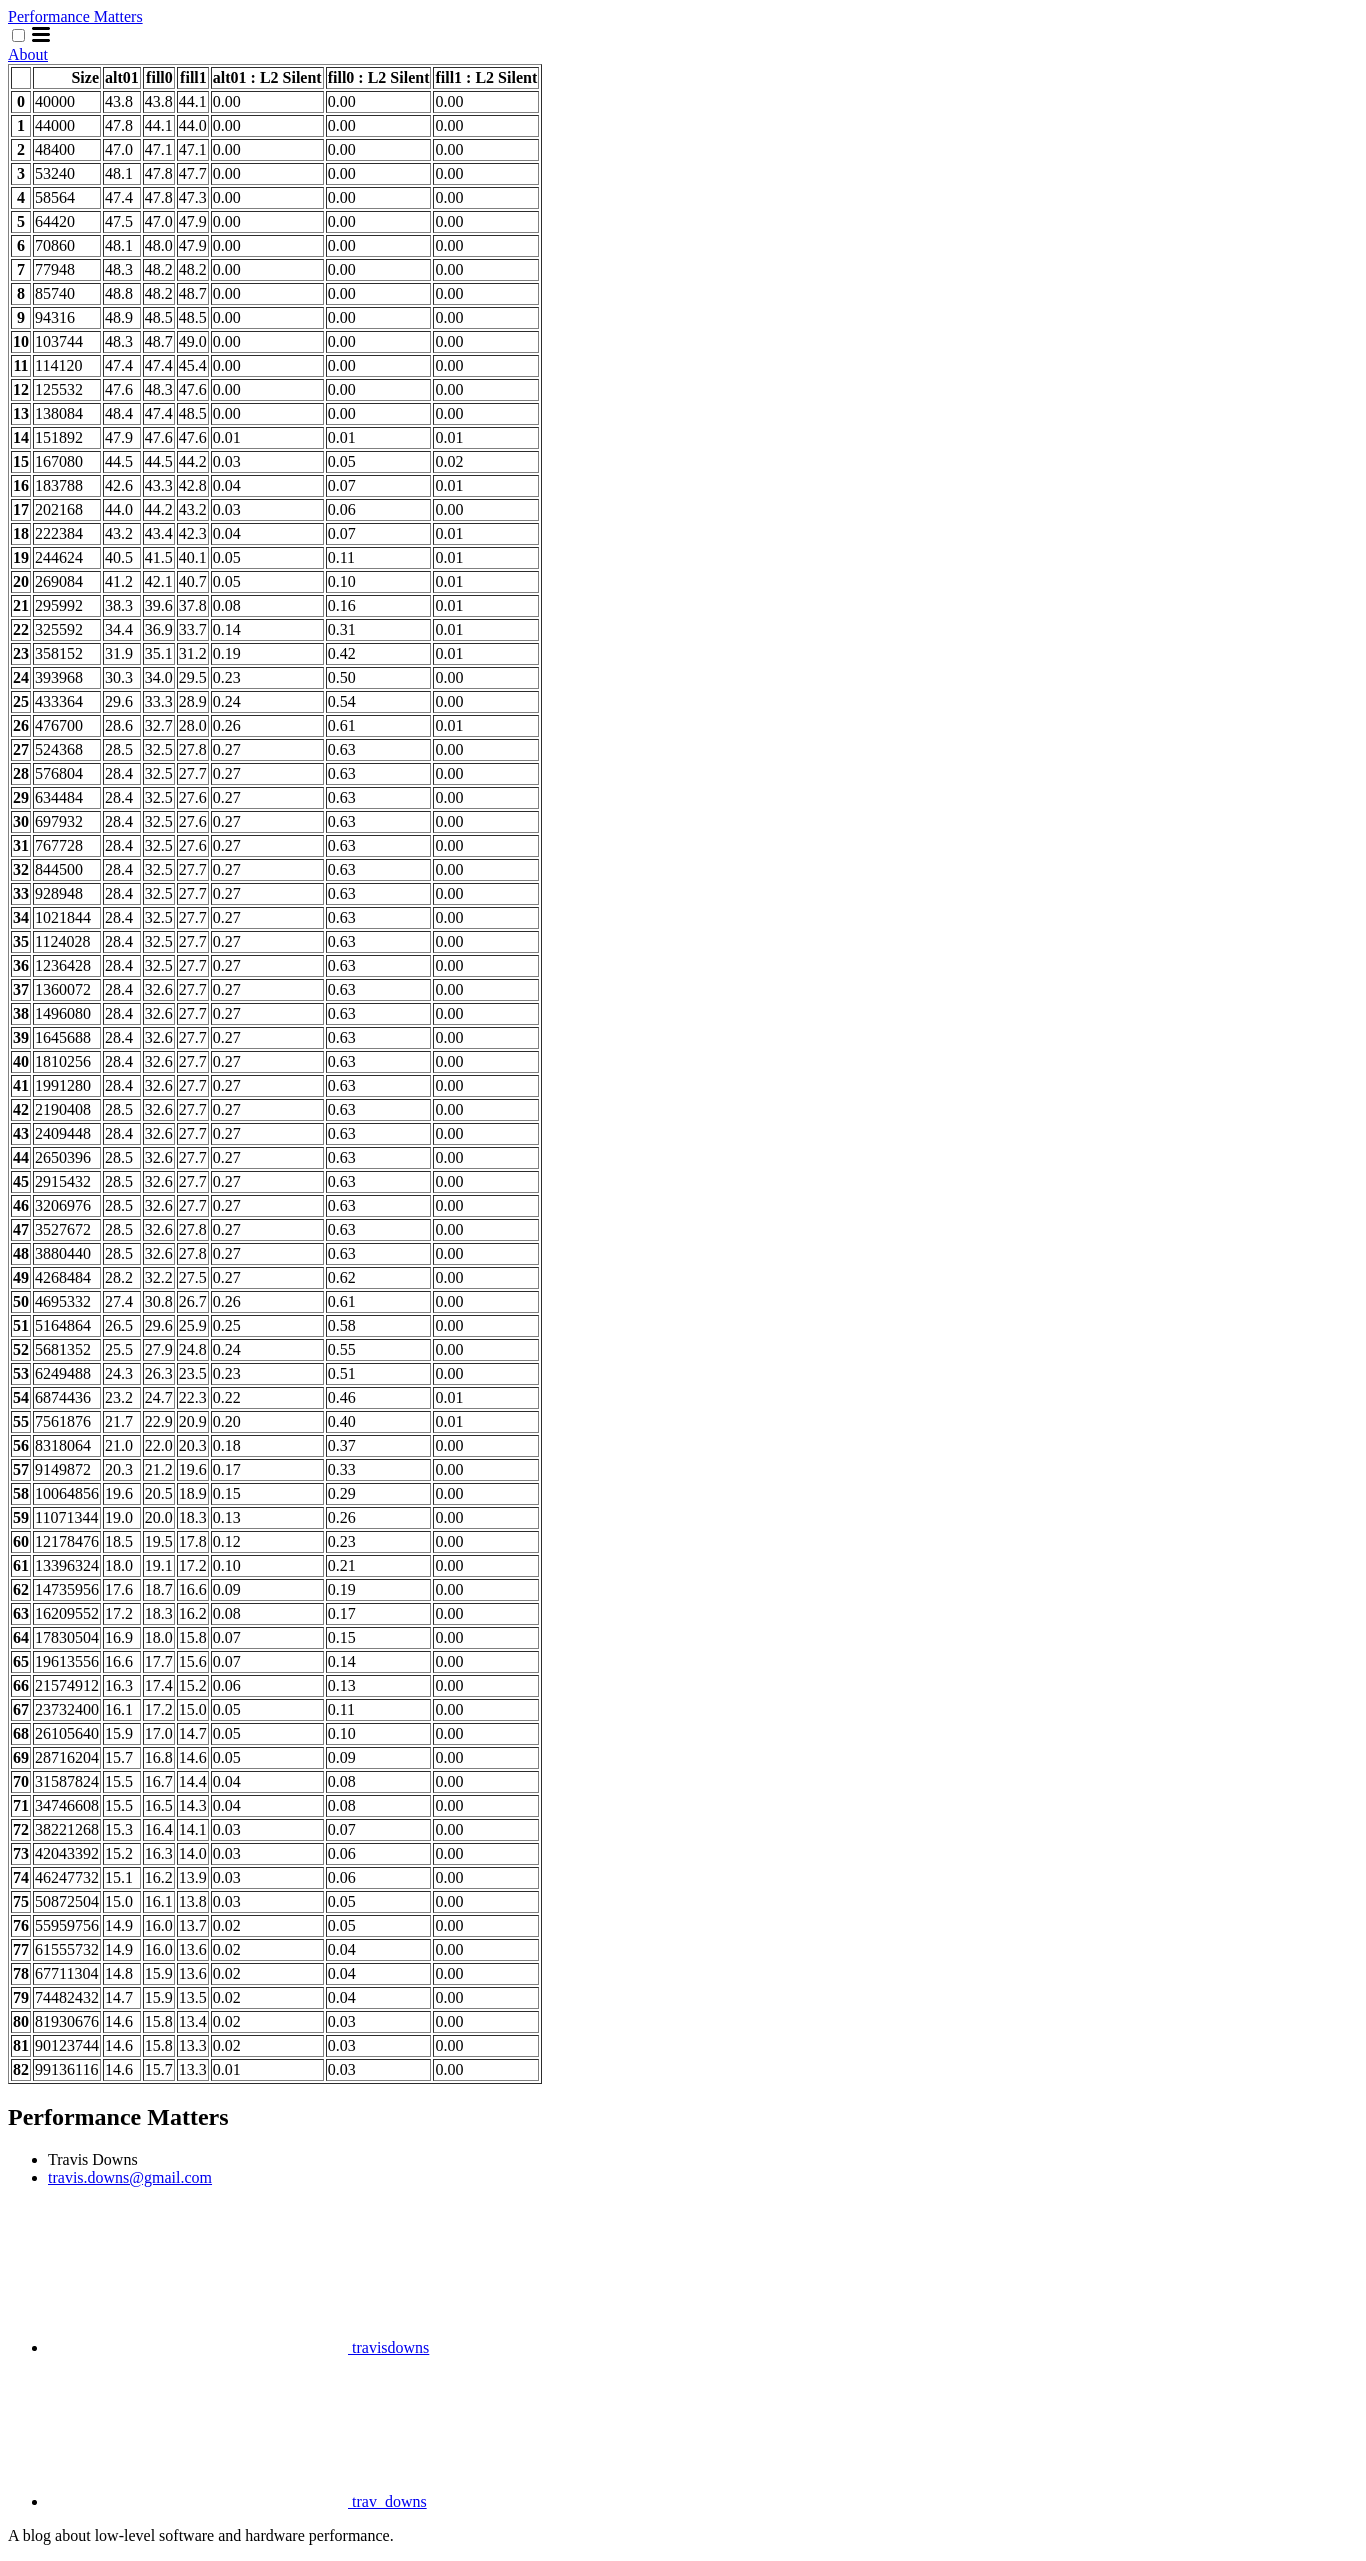 Performance Matters
About
Size alt01 fill0 fill1 alt01 : L2 Silent fill0 : L2 Silent fill1 : L2 Silent
0 40000 43.8 43.8 44.1 0.00 0.00 0.00
1 44000 47.8 44.1 44.0 0.00 0.00 0.00
2 48400 47.0 47.1 47.1 0.00 0.00 0.00
3 53240 48.1 47.8 47.7 0.00 0.00 0.00
4 58564 47.4 47.8 47.3 0.00 0.00 0.00
5 64420 47.5 47.0 47.9 0.00 0.00 0.00
6 70860 48.1 48.0 47.9 0.00 0.00 0.00
7 77948 48.3 48.2 48.2 0.00 0.00 0.00
8 85740 48.8 48.2 48.7 0.00 0.00 0.00
9 94316 48.9 48.5 48.5 0.00 0.00 0.00
10 103744 48.3 48.7 49.0 0.00 0.00 0.00
11 114120 47.4 47.4 45.4 0.00 0.00 0.00
12 125532 47.6 48.3 47.6 0.00 0.00 0.00
13 138084 48.4 47.4 48.5 0.00 0.00 0.00
14 151892 47.9 47.6 47.6 0.01 0.01 0.01
15 167080 44.5 44.5 44.2 0.03 0.05 0.02
16 183788 42.6 43.3 42.8 0.04 0.07 0.01
17 202168 44.0 44.2 43.2 0.03 0.06 0.00
18 222384 43.2 43.4 42.3 0.04 0.07 0.01
19 244624 40.5 41.5 40.1 0.05 0.11 0.01
20 269084 41.2 42.1 40.7 0.05 0.10 0.01
21 295992 38.3 39.6 37.8 0.08 0.16 0.01
22 325592 34.4 36.9 33.7 0.14 0.31 0.01
23 358152 31.9 35.1 31.2 0.19 0.42 0.01
24 393968 30.3 34.0 29.5 0.23 0.50 0.00
25 433364 29.6 33.3 28.9 0.24 0.54 0.00
26 476700 28.6 32.7 28.0 0.26 0.61 0.01
27 524368 28.5 32.5 27.8 0.27 0.63 0.00
28 576804 28.4 32.5 27.7 0.27 0.63 0.00
29 634484 28.4 32.5 27.6 0.27 0.63 0.00
30 697932 28.4 32.5 27.6 0.27 0.63 0.00
31 767728 28.4 32.5 27.6 0.27 0.63 0.00
32 844500 28.4 32.5 27.7 0.27 0.63 0.00
33 928948 28.4 32.5 27.7 0.27 0.63 0.00
34 1021844 28.4 32.5 27.7 0.27 0.63 0.00
35 1124028 28.4 32.5 27.7 0.27 0.63 0.00
36 1236428 28.4 32.5 27.7 0.27 0.63 0.00
37 1360072 28.4 32.6 27.7 0.27 0.63 0.00
38 1496080 28.4 32.6 27.7 0.27 0.63 0.00
39 1645688 28.4 32.6 27.7 0.27 0.63 0.00
40 1810256 28.4 32.6 27.7 0.27 0.63 0.00
41 1991280 28.4 32.6 27.7 0.27 0.63 0.00
42 2190408 28.5 32.6 27.7 0.27 0.63 0.00
43 2409448 28.4 32.6 27.7 0.27 0.63 0.00
44 2650396 28.5 32.6 27.7 0.27 0.63 0.00
45 2915432 28.5 32.6 27.7 0.27 0.63 0.00
46 3206976 28.5 32.6 27.7 0.27 0.63 0.00
47 3527672 28.5 32.6 27.8 0.27 0.63 0.00
48 3880440 28.5 32.6 27.8 0.27 0.63 0.00
49 4268484 28.2 32.2 27.5 0.27 0.62 0.00
50 4695332 27.4 30.8 26.7 0.26 0.61 0.00
51 5164864 26.5 29.6 25.9 0.25 0.58 0.00
52 5681352 25.5 27.9 24.8 0.24 0.55 0.00
53 6249488 24.3 26.3 23.5 0.23 0.51 0.00
54 6874436 23.2 24.7 22.3 0.22 0.46 0.01
55 7561876 21.7 22.9 20.9 0.20 0.40 0.01
56 8318064 21.0 22.0 20.3 0.18 0.37 0.00
57 9149872 20.3 21.2 19.6 0.17 0.33 0.00
58 10064856 19.6 20.5 18.9 0.15 0.29 0.00
59 11071344 19.0 20.0 18.3 0.13 0.26 0.00
60 12178476 18.5 19.5 17.8 0.12 0.23 0.00
61 13396324 18.0 19.1 17.2 0.10 0.21 0.00
62 14735956 17.6 18.7 16.6 0.09 0.19 0.00
63 16209552 17.2 18.3 16.2 0.08 0.17 0.00
64 17830504 16.9 18.0 15.8 0.07 0.15 0.00
65 19613556 16.6 17.7 15.6 0.07 0.14 0.00
66 21574912 16.3 17.4 15.2 0.06 0.13 0.00
67 23732400 16.1 17.2 15.0 0.05 0.11 0.00
68 26105640 15.9 17.0 14.7 0.05 0.10 0.00
69 28716204 15.7 16.8 14.6 0.05 0.09 0.00
70 31587824 15.5 16.7 14.4 0.04 0.08 0.00
71 34746608 15.5 16.5 14.3 0.04 0.08 0.00
72 38221268 15.3 16.4 14.1 0.03 0.07 0.00
73 42043392 15.2 16.3 14.0 0.03 0.06 0.00
74 46247732 15.1 16.2 13.9 0.03 0.06 0.00
75 50872504 15.0 16.1 13.8 0.03 0.05 0.00
76 55959756 14.9 16.0 13.7 0.02 0.05 0.00
77 61555732 14.9 16.0 13.6 0.02 0.04 0.00
78 67711304 14.8 15.9 13.6 0.02 0.04 0.00
79 74482432 14.7 15.9 13.5 0.02 0.04 0.00
80 81930676 14.6 15.8 13.4 0.02 0.03 0.00
81 90123744 14.6 15.8 13.3 0.02 0.03 0.00
82 99136116 14.6 15.7 13.3 0.01 0.03 0.00
Performance Matters
Travis Downs
travis.downs@gmail.com
travisdowns
trav_downs
A blog about low-level software and hardware performance.